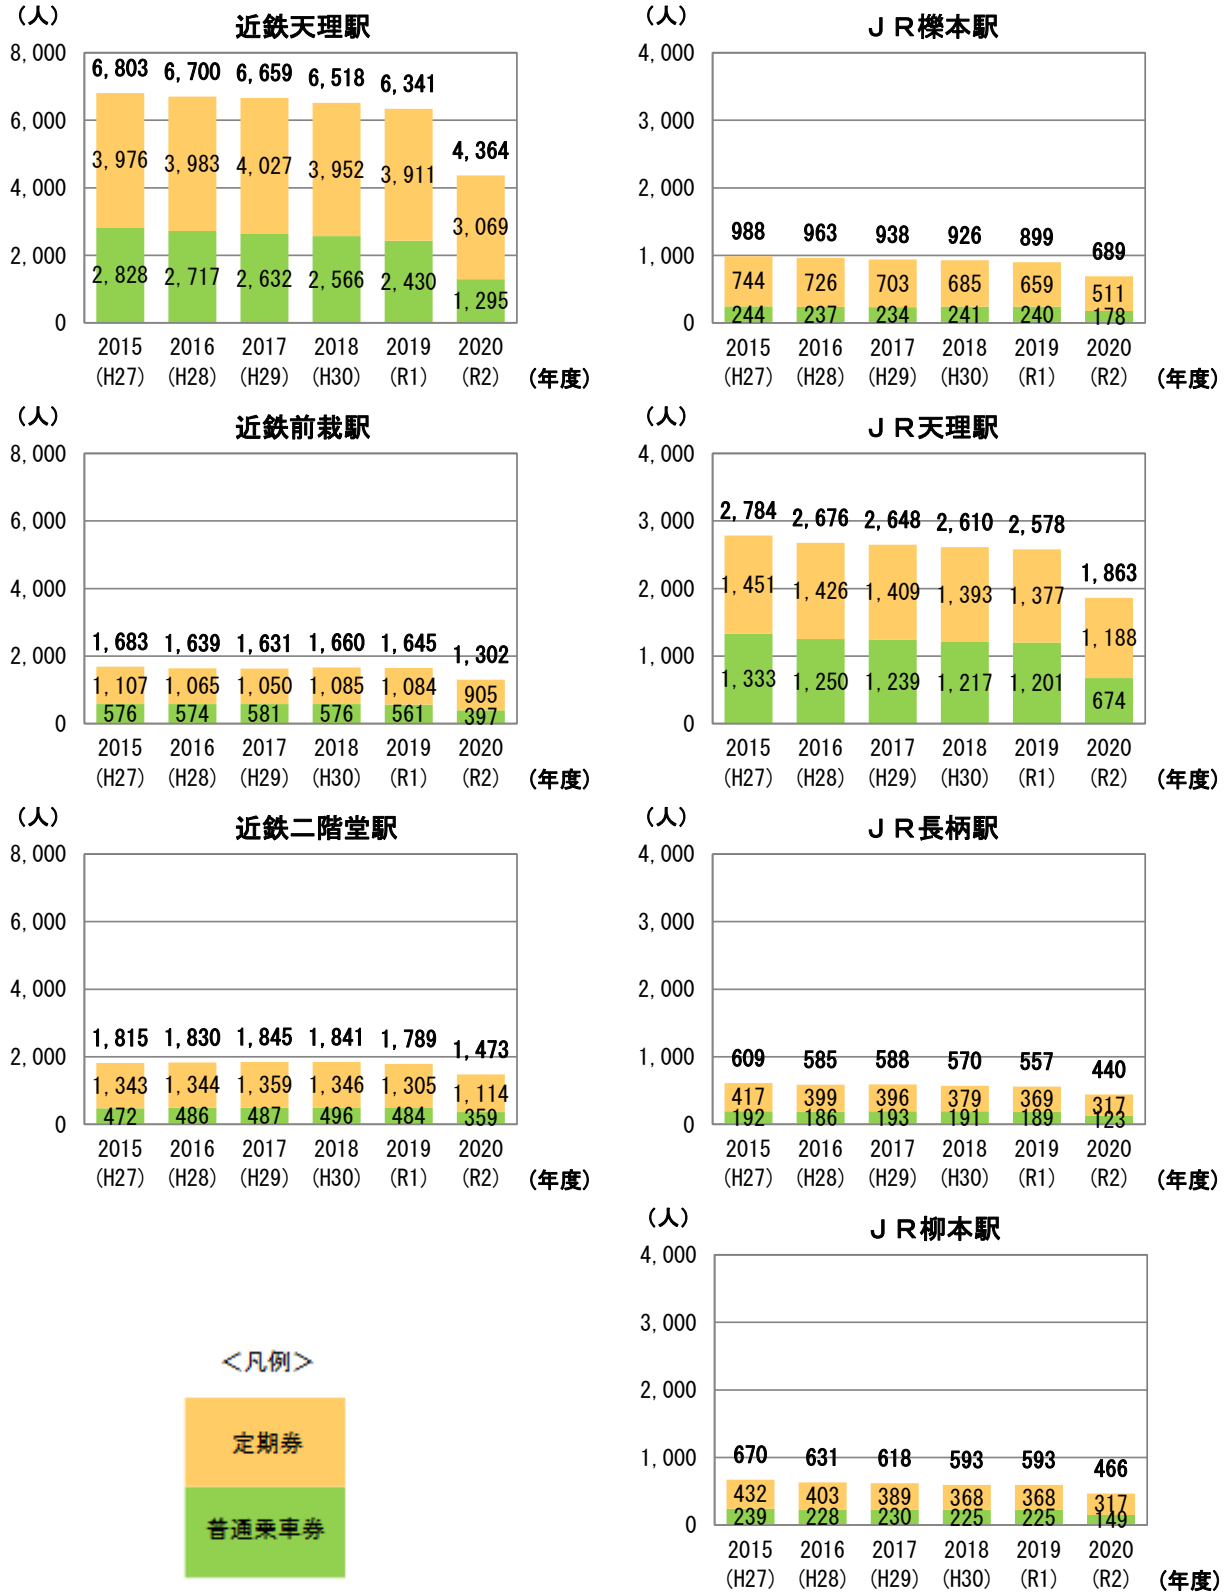 （人）
近鉄天理駅
8,000
6,000
4,000
2,000
0
6,803 6,700 6,659 6,518 6,341 4,364
3,976 3,983 4,027 3,952 3,911 3,069
2,828 2,717 2,632 2,566 2,430 1,295
2015 2016 2017 2018 2019 2020
(H27) (H28) (H29) (H30) (R1) (R2) （年度）
（人）
ＪＲ櫟本駅
4,000
3,000
2,000
1,000
0
988 963 938 926 899 689
744 726 703 685 659 511
244 237 234 241 240 178
2015 2016 2017 2018 2019 2020
(H27) (H28) (H29) (H30) (R1) (R2) （年度）
（人）
近鉄前栽駅
8,000
6,000
4,000
2,000
0
1,683 1,639 1,631 1,660 1,645 1,302
1,107 1,065 1,050 1,085 1,084 905
576 574 581 576 561 397
2015 2016 2017 2018 2019 2020
(H27) (H28) (H29) (H30) (R1) (R2) （年度）
（人）
ＪＲ天理駅
4,000
3,000
2,000
1,000
0
2,784 2,676 2,648 2,610 2,578 1,863
1,451 1,426 1,409 1,393 1,377 1,188
1,333 1,250 1,239 1,217 1,201 674
2015 2016 2017 2018 2019 2020
(H27) (H28) (H29) (H30) (R1) (R2) （年度）
（人）
近鉄二階堂駅
8,000
6,000
4,000
2,000
0
1,815 1,830 1,845 1,841 1,789 1,473
1,343 1,344 1,359 1,346 1,305 1,114
472 486 487 496 484 359
2015 2016 2017 2018 2019 2020
(H27) (H28) (H29) (H30) (R1) (R2) （年度）
（人）
ＪＲ長柄駅
4,000
3,000
2,000
1,000
0
609 585 588 570 557 440
417 399 396 379 369 317
192 186 193 191 189 123
2015 2016 2017 2018 2019 2020
(H27) (H28) (H29) (H30) (R1) (R2) （年度）
（人）
ＪＲ柳本駅
4,000
3,000
2,000
1,000
0
670 631 618 593 593 466
432 403 389 368 368 317
239 228 230 225 225 149
2015 2016 2017 2018 2019 2020
(H27) (H28) (H29) (H30) (R1) (R2) （年度）
＜凡例＞
定期券
普通乗車券